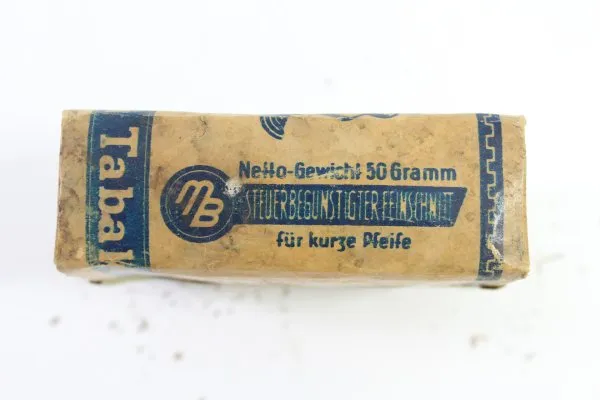 Tabak
MB
Netto-Gewicht 50 Gramm
STEUERBEGÜNSTIGTER FEINSCHNITT
für kurze Pfeife